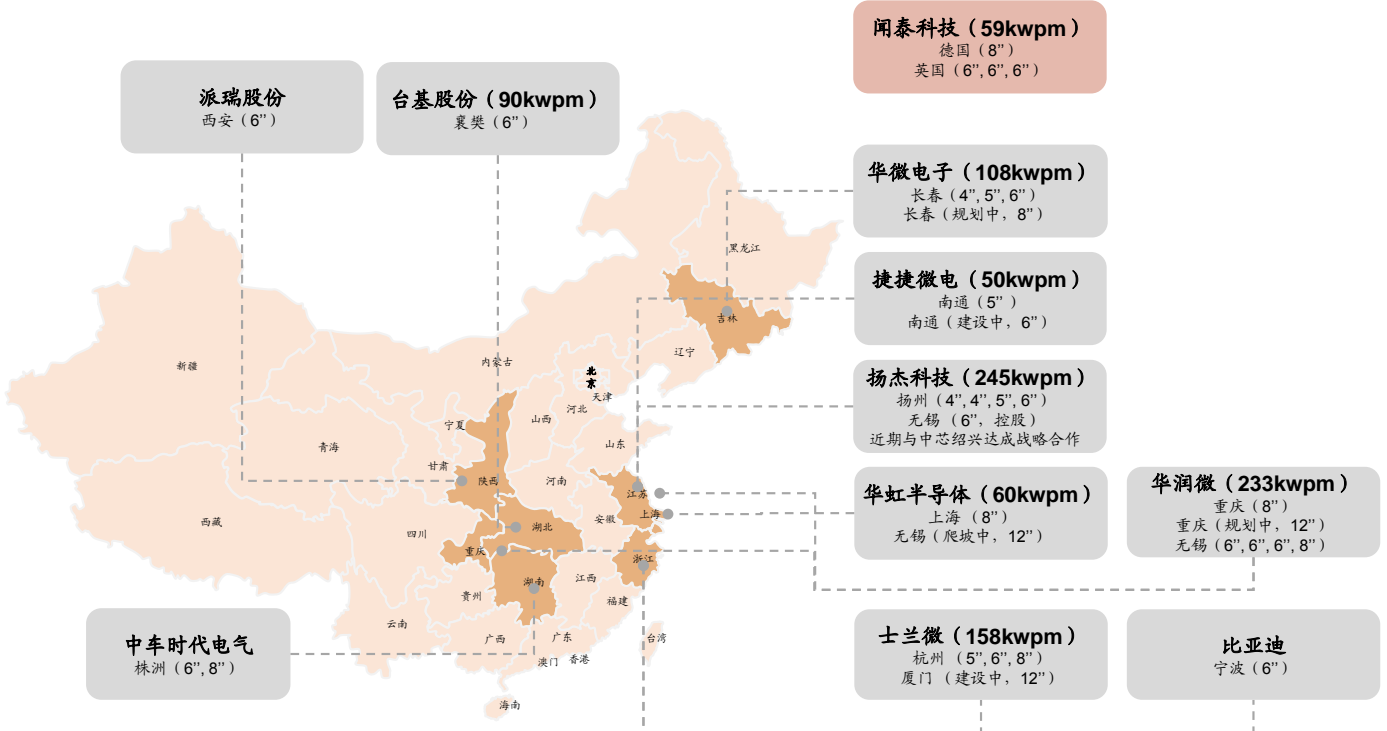 闻泰科技（59kwpm）
德国（8’’）
英国（6’’, 6’’, 6’’）
派瑞股份
西安（6’’）
台基股份（90kwpm）
襄樊（6’’）
华微电子（108kwpm）
长春（4’’, 5’’, 6’’）
长春（规划中，8’’）
捷捷微电（50kwpm）
南通（5’’ ）
南通（建设中，6’’）
扬杰科技（245kwpm）
扬州（4’’, 4’’, 5’’, 6’’）
无锡（6’’，控股）
近期与中芯绍兴达成战略合作
华虹半导体（60kwpm）
上海（8’’）
无锡（爬坡中，12’’）
华润微（233kwpm）
重庆（8’’）
重庆（规划中，12’’）
无锡（6’’, 6’’, 6’’, 8’’）
中车时代电气
株洲（6’’, 8’’）
士兰微（158kwpm）
杭州（5’’, 6’’, 8’’）
厦门（建设中，12’’）
比亚迪
宁波（6’’）
黑龙江
吉林
辽宁
内蒙古
新疆
北
京
天津
河北
山西
宁夏
山东
青海
甘肃
陕西
河南
江苏
安徽
上海
西藏
四川
湖北
重庆
浙江
湖南
江西
贵州
福建
云南
广西
广东
台湾
澳门
香港
海南